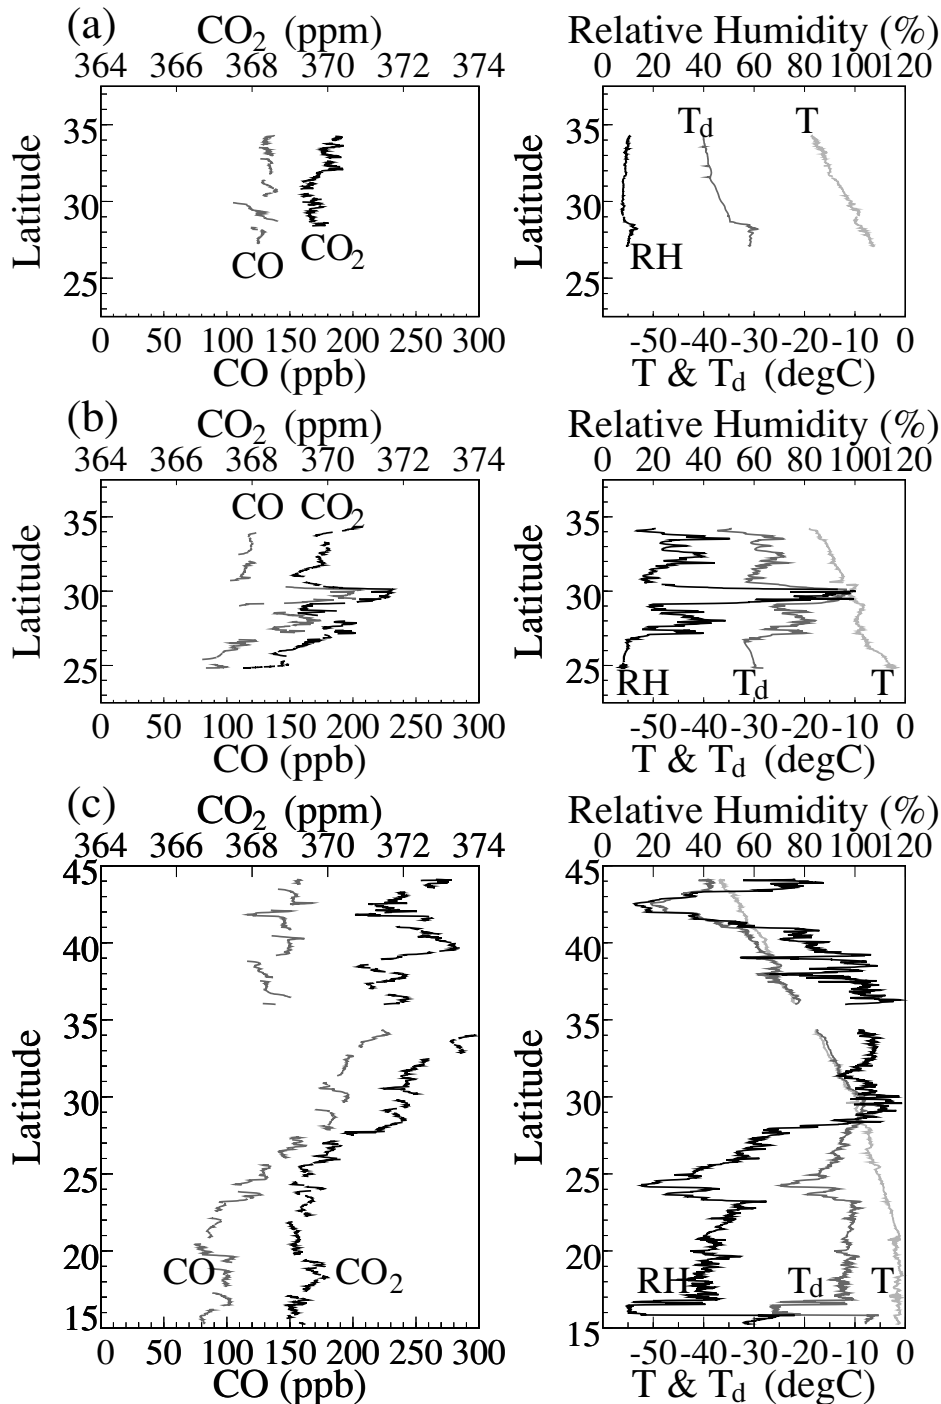 (a) CO2 (ppm) Relative Humidity (%)
364 366 368 370 372 374 0 20 40 60 80 100 120
35 Td T 35
Latitude 30 Latitude 30
CO CO2 RH
25 25
0 50 100 150 200 250 300 -50 -40 -30 -20 -10 0
CO (ppb) T & Td (degC)
(b) CO2 (ppm) Relative Humidity (%)
364 366 368 370 372 374 0 20 40 60 80 100 120
35 CO CO2 35
Latitude 30 Latitude 30
25 25 RH Td T
0 50 100 150 200 250 300 -50 -40 -30 -20 -10 0
CO (ppb) T & Td (degC)
(c) CO2 (ppm) Relative Humidity (%)
364 366 368 370 372 374 0 20 40 60 80 100 120
45 45
40 40
35 35
Latitude 30 Latitude 30
25 25
20 CO CO2 20 RH Td T
15 15
0 50 100 150 200 250 300 -50 -40 -30 -20 -10 0
CO (ppb) T & Td (degC)